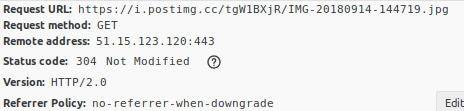 Request URL: https://i.postimg.cc/tgW1BXjR/IMG-20180914-144719.jpg
Request method: GET
Remote address: 51.15.123.120:443
Status code: 304 Not Modified ?
Version: HTTP/2.0
Referrer Policy: no-referrer-when-downgrade
Edit